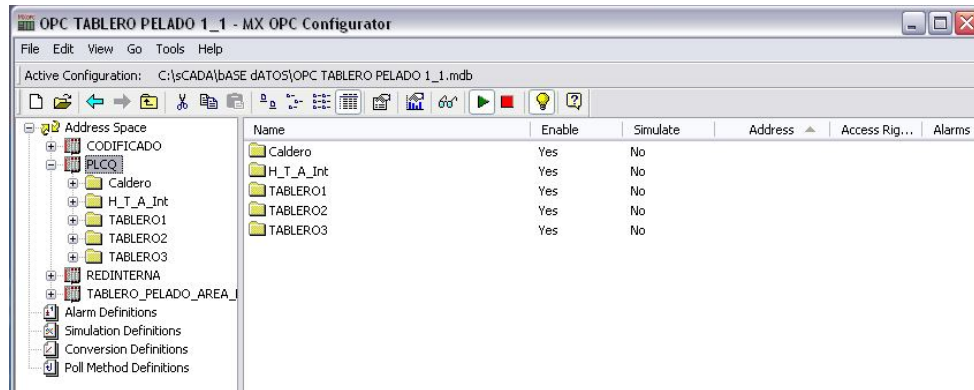 OPC TABLERO PELADO 1_1 - MX OPC Configurator
File Edit View Go Tools Help
Active Configuration: C:\sCADA\bASE dATOS\OPC TABLERO PELADO 1_1.mdb
Address Space
CODIFICADO
PLCQ
Caldero
H_T_A_Int
TABLERO1
TABLERO2
TABLERO3
REDINTERNA
TABLERO_PELADO_AREA_
Alarm Definitions
Simulation Definitions
Conversion Definitions
Poll Method Definitions
Name Enable Simulate Address Access Rig... Alarms
Caldero Yes No
H_T_A_Int Yes No
TABLERO1 Yes No
TABLERO2 Yes No
TABLERO3 Yes No